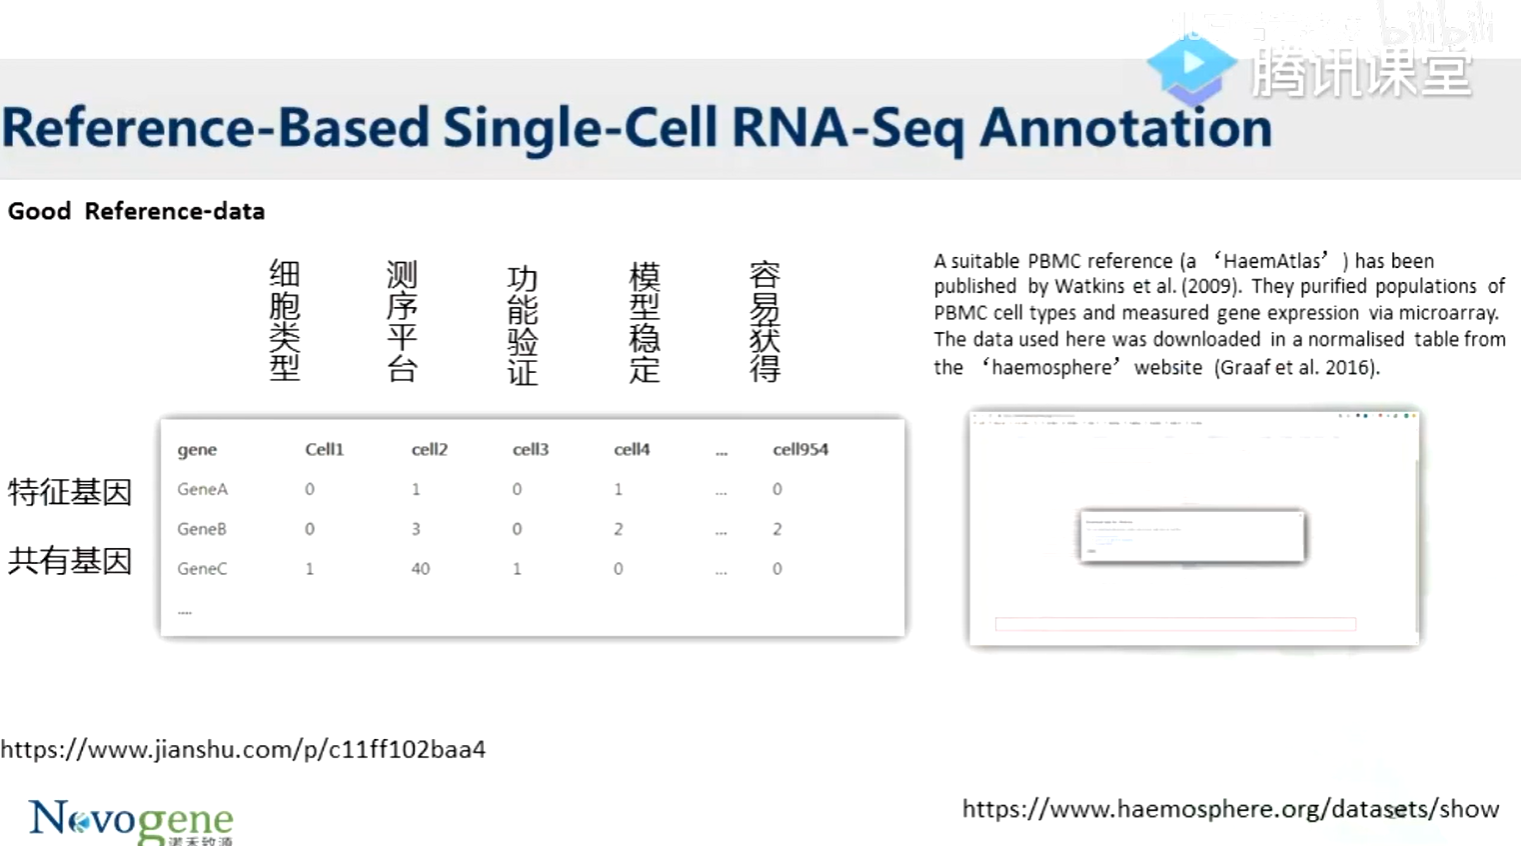 腾讯课堂
Reference-Based Single-Cell RNA-Seq Annotation
Good Reference-data
细胞类型
测序平台
功能验证
模型稳定
容易获得
A suitable PBMC reference (a ‘HaemAtlas’ ) has been
published by Watkins et al. (2009). They purified populations of
PBMC cell types and measured gene expression via microarray.
The data used here was downloaded in a normalised table from
the ‘haemosphere’ website (Graaf et al. 2016).
特征基因
共有基因
gene Cell1 cell2 cell3 cell4 ... cell954
GeneA 0 1 0 1 ... 0
GeneB 0 3 0 2 ... 2
GeneC 1 40 1 0 ... 0
....
https://www.jianshu.com/p/c11ff102baa4
Novogene
诺禾致源
https://www.haemosphere.org/datasets/show